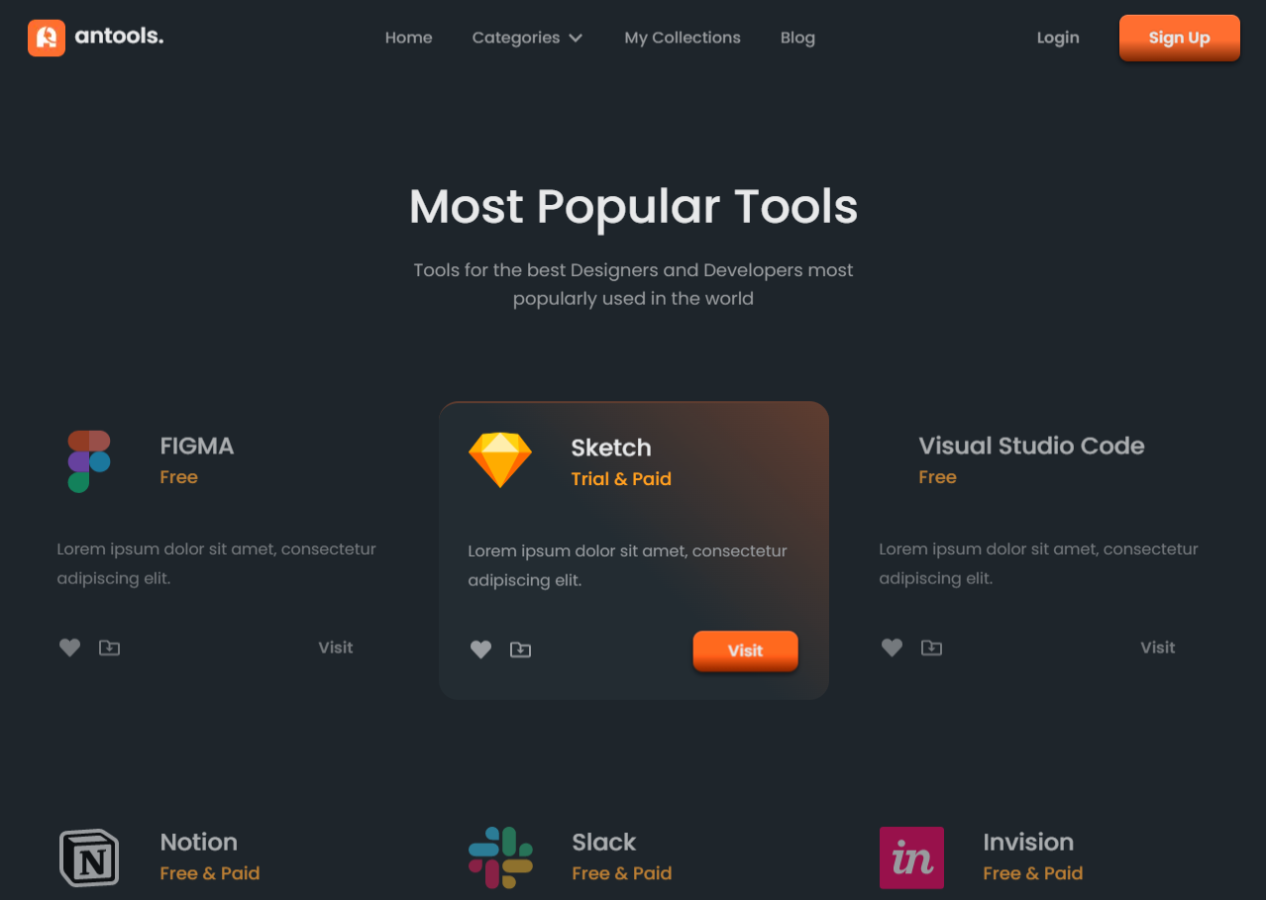 antools.
Home
Categories
My Collections
Blog
Login
Sign Up
Most Popular Tools
Tools for the best Designers and Developers most
popularly used in the world
FIGMA
Free
Lorem ipsum dolor sit amet, consectetur
adipiscing elit.
Visit
Sketch
Trial & Paid
Lorem ipsum dolor sit amet, consectetur
adipiscing elit.
Visit
Visual Studio Code
Free
Lorem ipsum dolor sit amet, consectetur
adipiscing elit.
Visit
N
Notion
Free & Paid
Slack
Free & Paid
in
Invision
Free & Paid